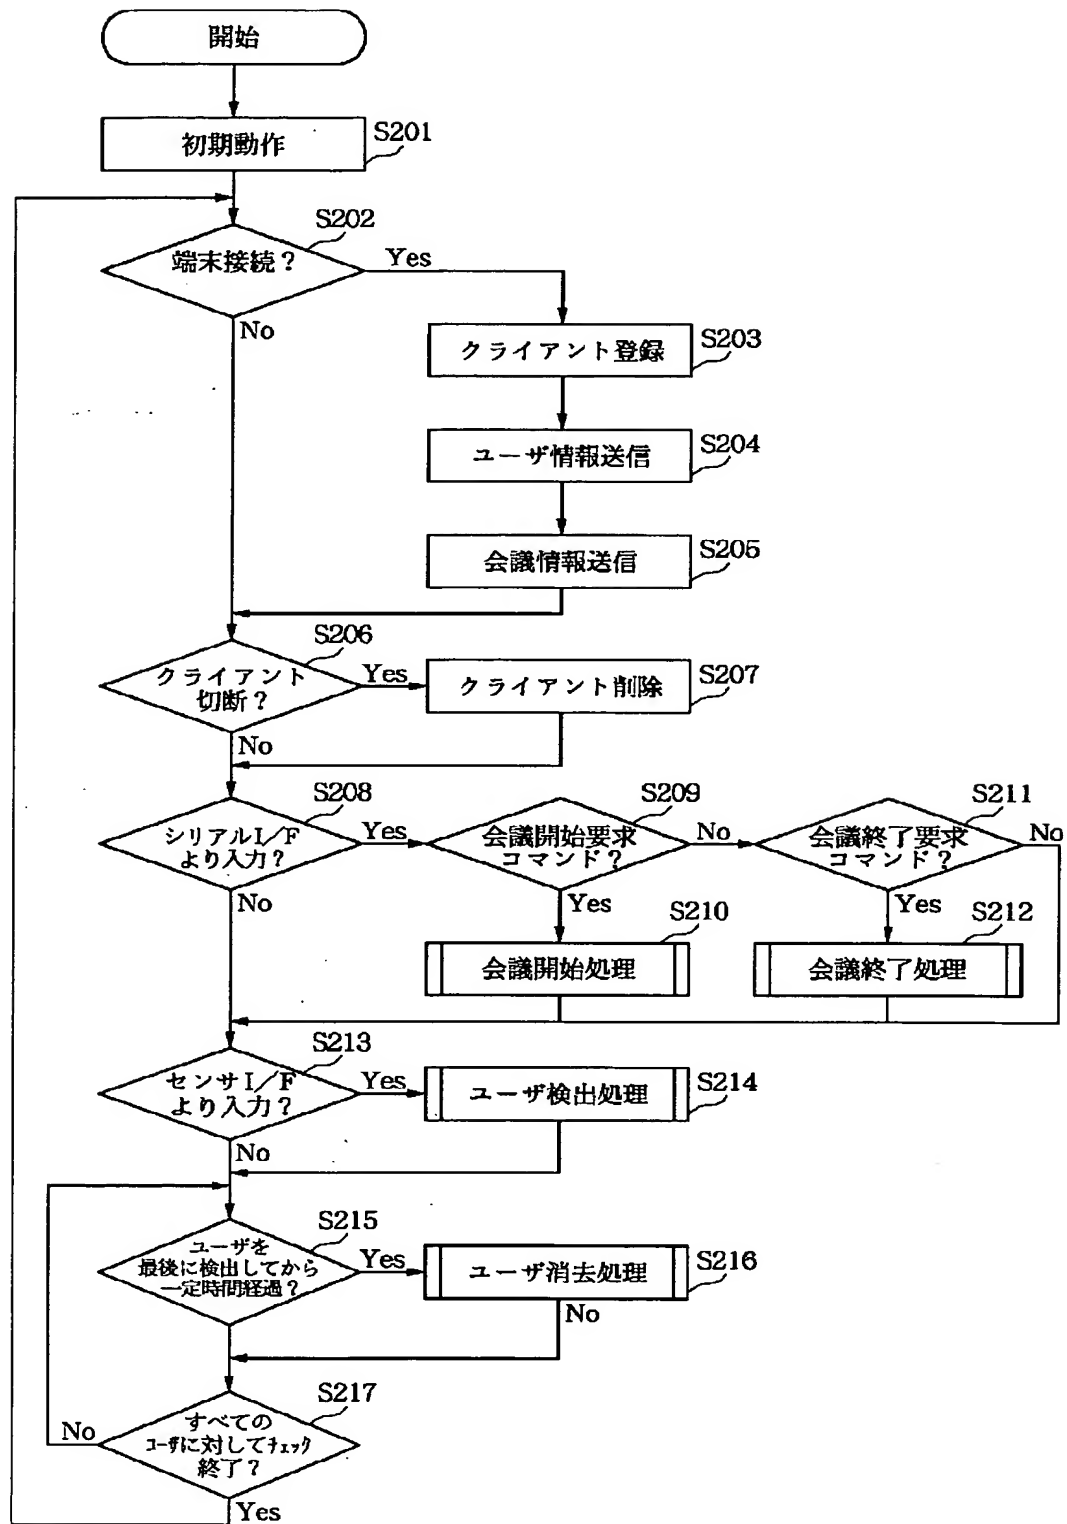 開始
初期動作
S201
S202
端末接続?
Yes
No
クライアント登録
S203
ユーザ情報送信
S204
会議情報送信
S205
S206
クライアント
切断?
Yes
No
クライアント削除
S207
S208
シリアルI/F
より入力?
Yes
No
S209
会議開始要求
コマンド?
No
Yes
S211
会議終了要求
コマンド?
No
Yes
S210
会議開始処理
S212
会議終了処理
S213
センサI/F
より入力?
Yes
No
ユーザ検出処理
S214
S215
ユーザを
最後に検出してから
一定時間経過?
Yes
ユーザ消去処理
S216
No
S217
すべての
ユーザに対してチェック
終了?
No
Yes